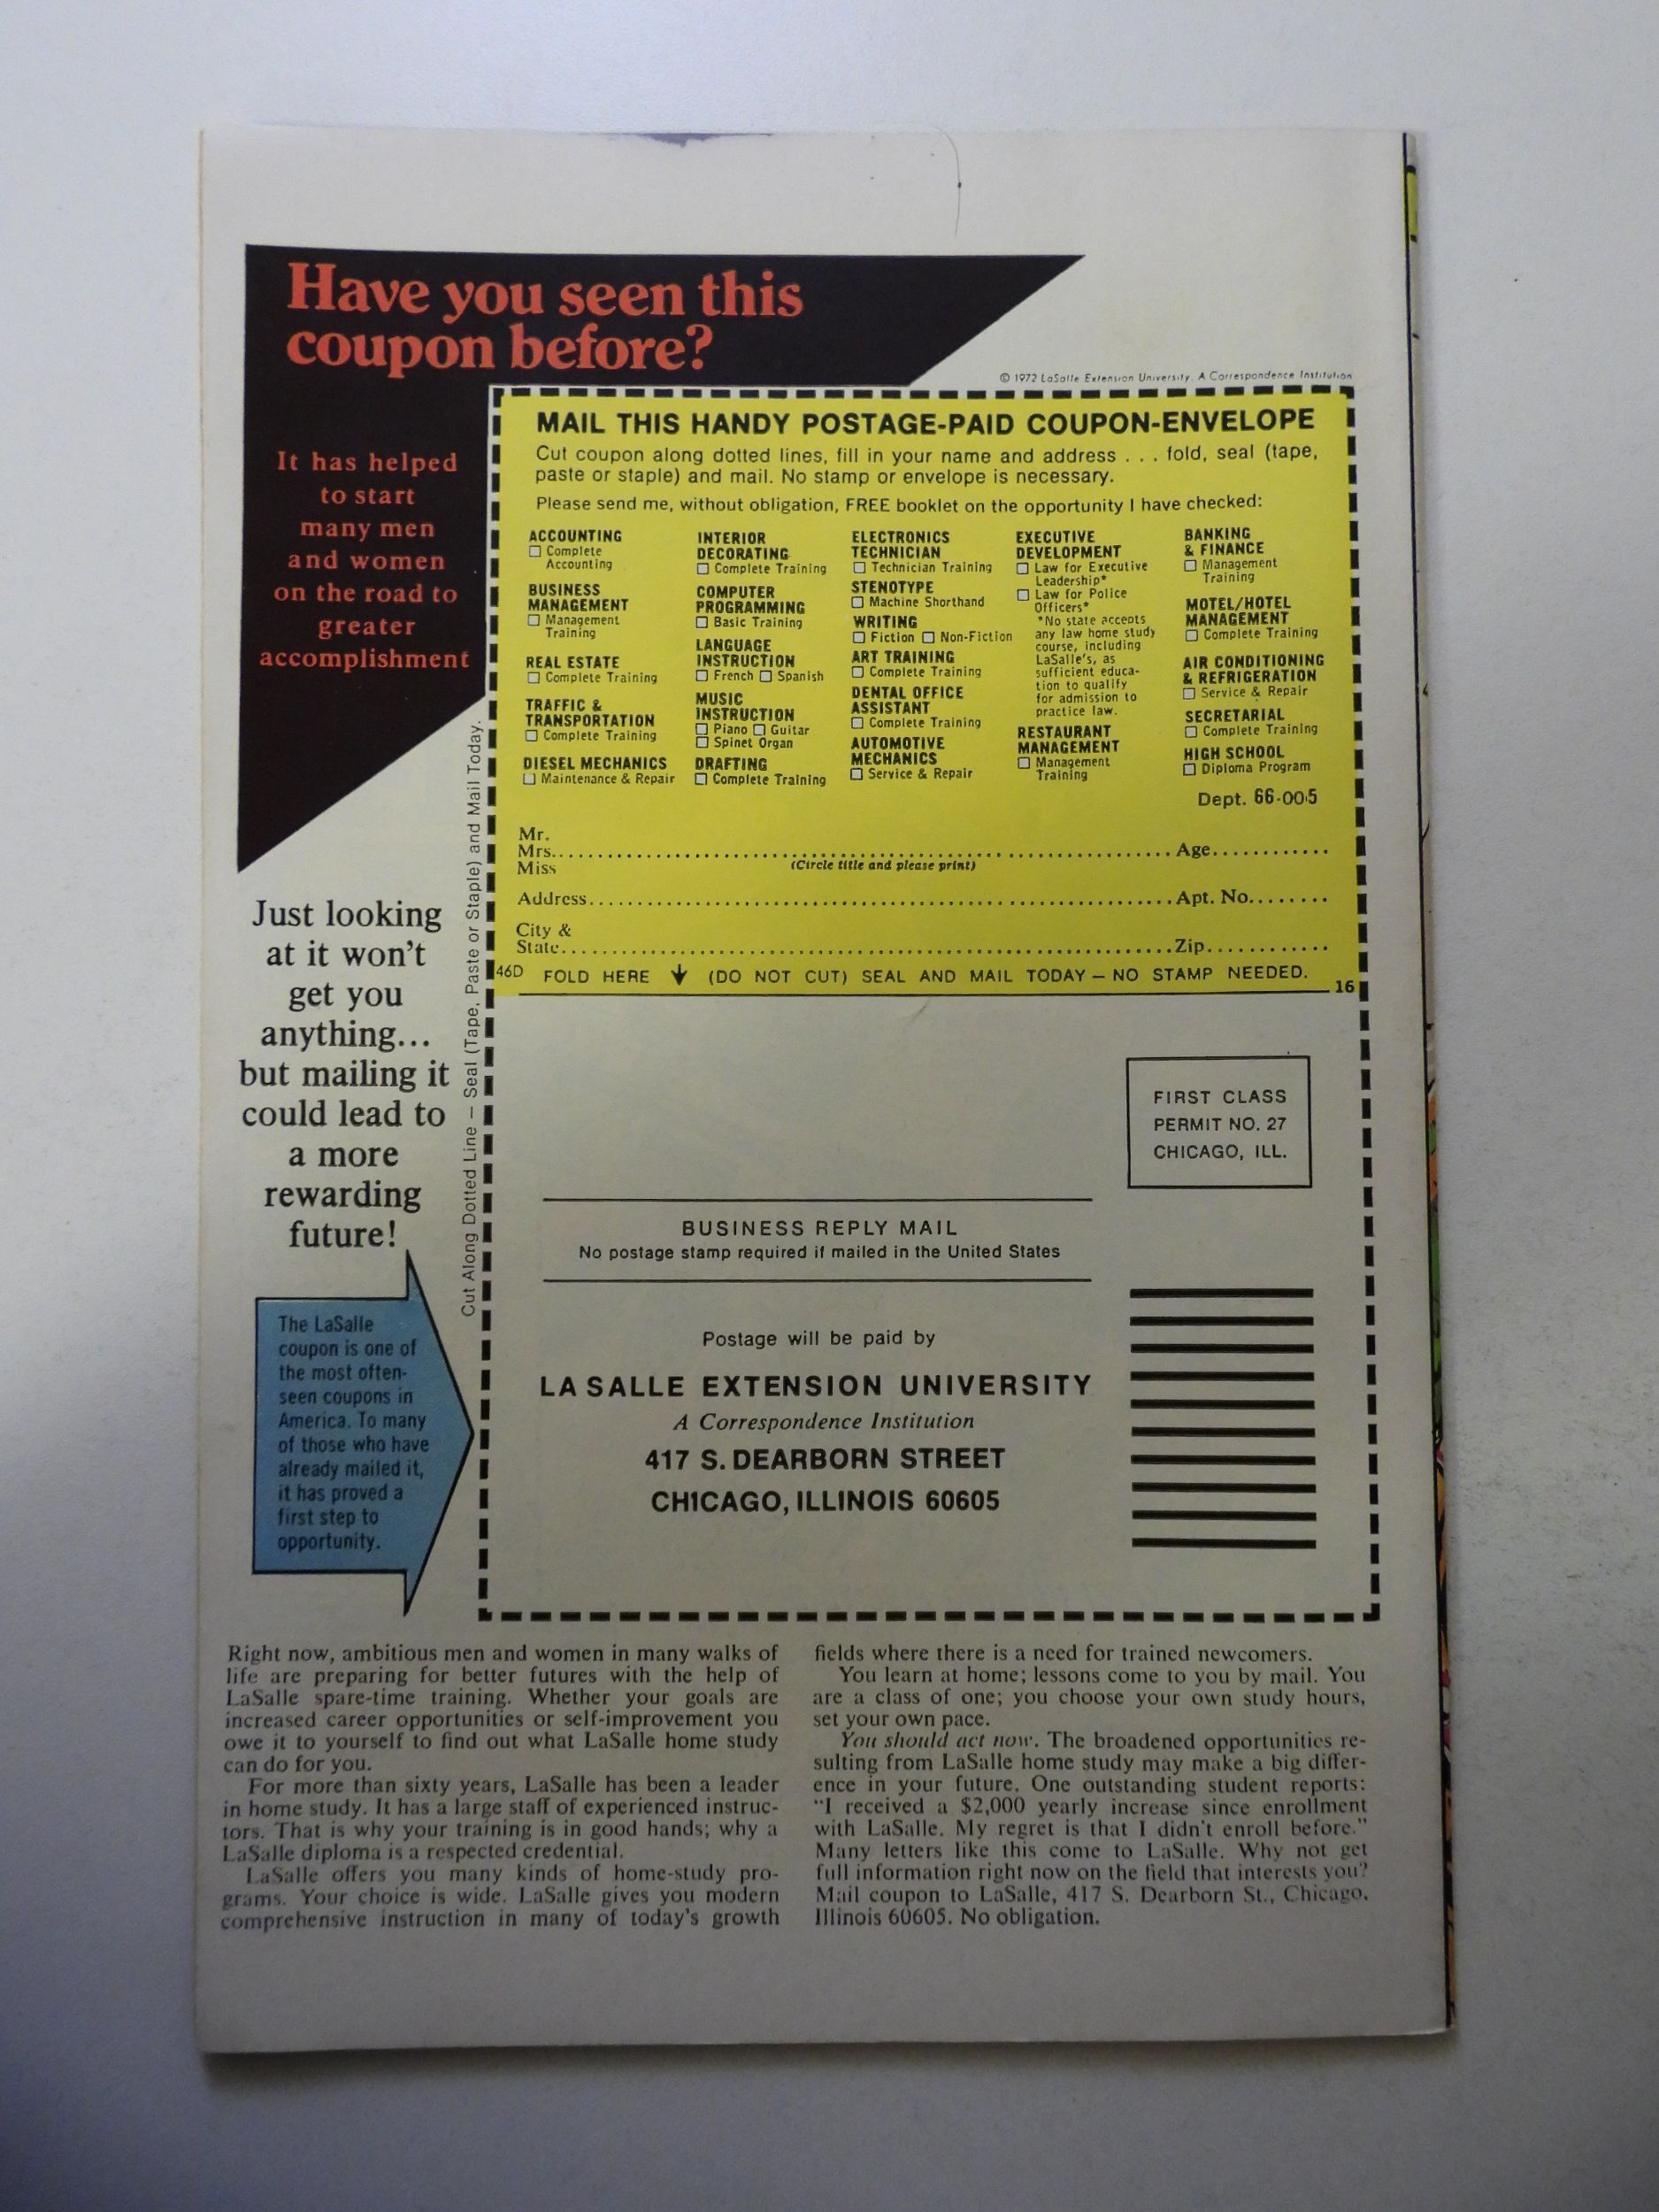 Have you seen this
coupon before?
© 1972 LaSalle Extension University, A Correspondence Institution
It has helped
to start
many men
and women
on the road to
greater
accomplishment
MAIL THIS HANDY POSTAGE-PAID COUPON-ENVELOPE
Cut coupon along dotted lines, fill in your name and address . . . fold, seal (tape,
paste or staple) and mail. No stamp or envelope is necessary.
Please send me, without obligation, FREE booklet on the opportunity I have checked:
ACCOUNTING
☐ Complete
Accounting
BUSINESS
MANAGEMENT
☐ Management
Training
REAL ESTATE
☐ Complete Training
TRAFFIC &
TRANSPORTATION
☐ Complete Training
DIESEL MECHANICS
☐ Maintenance & Repair
INTERIOR
DECORATING
☐ Complete Training
COMPUTER
PROGRAMMING
☐ Basic Training
LANGUAGE
INSTRUCTION
☐ French ☐ Spanish
MUSIC
INSTRUCTION
☐ Piano ☐ Guitar
☐ Spinet Organ
DRAFTING
☐ Complete Training
ELECTRONICS
TECHNICIAN
☐ Technician Training
STENOTYPE
☐ Machine Shorthand
WRITING
☐ Fiction ☐ Non-Fiction
ART TRAINING
☐ Complete Training
DENTAL OFFICE
ASSISTANT
☐ Complete Training
AUTOMOTIVE
MECHANICS
☐ Service & Repair
EXECUTIVE
DEVELOPMENT
☐ Law for Executive
Leadership*
☐ Law for Police
Officers*
*No state accepts
any law home study
course, including
LaSalle's, as
sufficient educa-
tion to qualify
for admission to
practice law.
RESTAURANT
MANAGEMENT
☐ Management
Training
BANKING
& FINANCE
☐ Management
Training
MOTEL/HOTEL
MANAGEMENT
☐ Complete Training
AIR CONDITIONING
& REFRIGERATION
☐ Service & Repair
SECRETARIAL
☐ Complete Training
HIGH SCHOOL
☐ Diploma Program
Dept. 66-005
Mr.
Mrs. Age
Miss (Circle title and please print)
Address Apt. No.
City &
State Zip
46D FOLD HERE ↓ (DO NOT CUT) SEAL AND MAIL TODAY – NO STAMP NEEDED.
16
Cut Along Dotted Line – Seal (Tape, Paste or Staple) and Mail Today.
Just looking
at it won't
get you
anything...
but mailing it
could lead to
a more
rewarding
future!
The LaSalle
coupon is one of
the most often-
seen coupons in
America. To many
of those who have
already mailed it,
it has proved a
first step to
opportunity.
FIRST CLASS
PERMIT NO. 27
CHICAGO, ILL.
BUSINESS REPLY MAIL
No postage stamp required if mailed in the United States
Postage will be paid by
LA SALLE EXTENSION UNIVERSITY
A Correspondence Institution
417 S. DEARBORN STREET
CHICAGO, ILLINOIS 60605
Right now, ambitious men and women in many walks of
life are preparing for better futures with the help of
LaSalle spare-time training. Whether your goals are
increased career opportunities or self-improvement you
owe it to yourself to find out what LaSalle home study
can do for you.
For more than sixty years, LaSalle has been a leader
in home study. It has a large staff of experienced instruc-
tors. That is why your training is in good hands; why a
LaSalle diploma is a respected credential.
LaSalle offers you many kinds of home-study pro-
grams. Your choice is wide. LaSalle gives you modern
comprehensive instruction in many of today's growth
fields where there is a need for trained newcomers.
You learn at home; lessons come to you by mail. You
are a class of one; you choose your own study hours,
set your own pace.
You should act now. The broadened opportunities re-
sulting from LaSalle home study may make a big differ-
ence in your future. One outstanding student reports:
"I received a $2,000 yearly increase since enrollment
with LaSalle. My regret is that I didn't enroll before."
Many letters like this come to LaSalle. Why not get
full information right now on the field that interests you?
Mail coupon to LaSalle, 417 S. Dearborn St., Chicago,
Illinois 60605. No obligation.